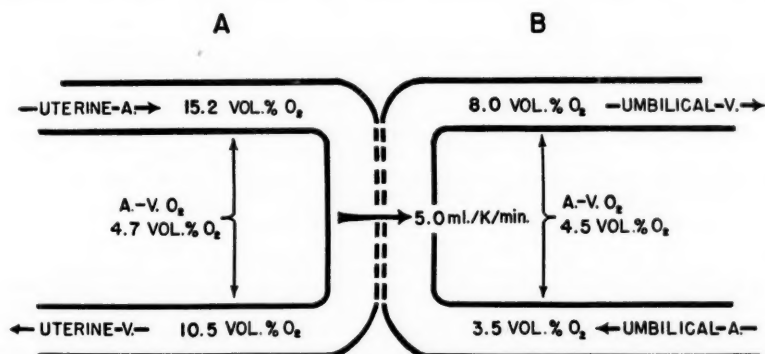 A B
←UTERINE-A.→ 15.2 VOL.% O₂ 8.0 VOL.% O₂ —UMBILICAL-V.→
A.-V. O₂
4.7 VOL.% O₂
5.0 ml./K/min.
A.-V. O₂
4.5 VOL.% O₂
←UTERINE-V.— 10.5 VOL.% O₂ 3.5 VOL.% O₂ ←UMBILICAL-A.—